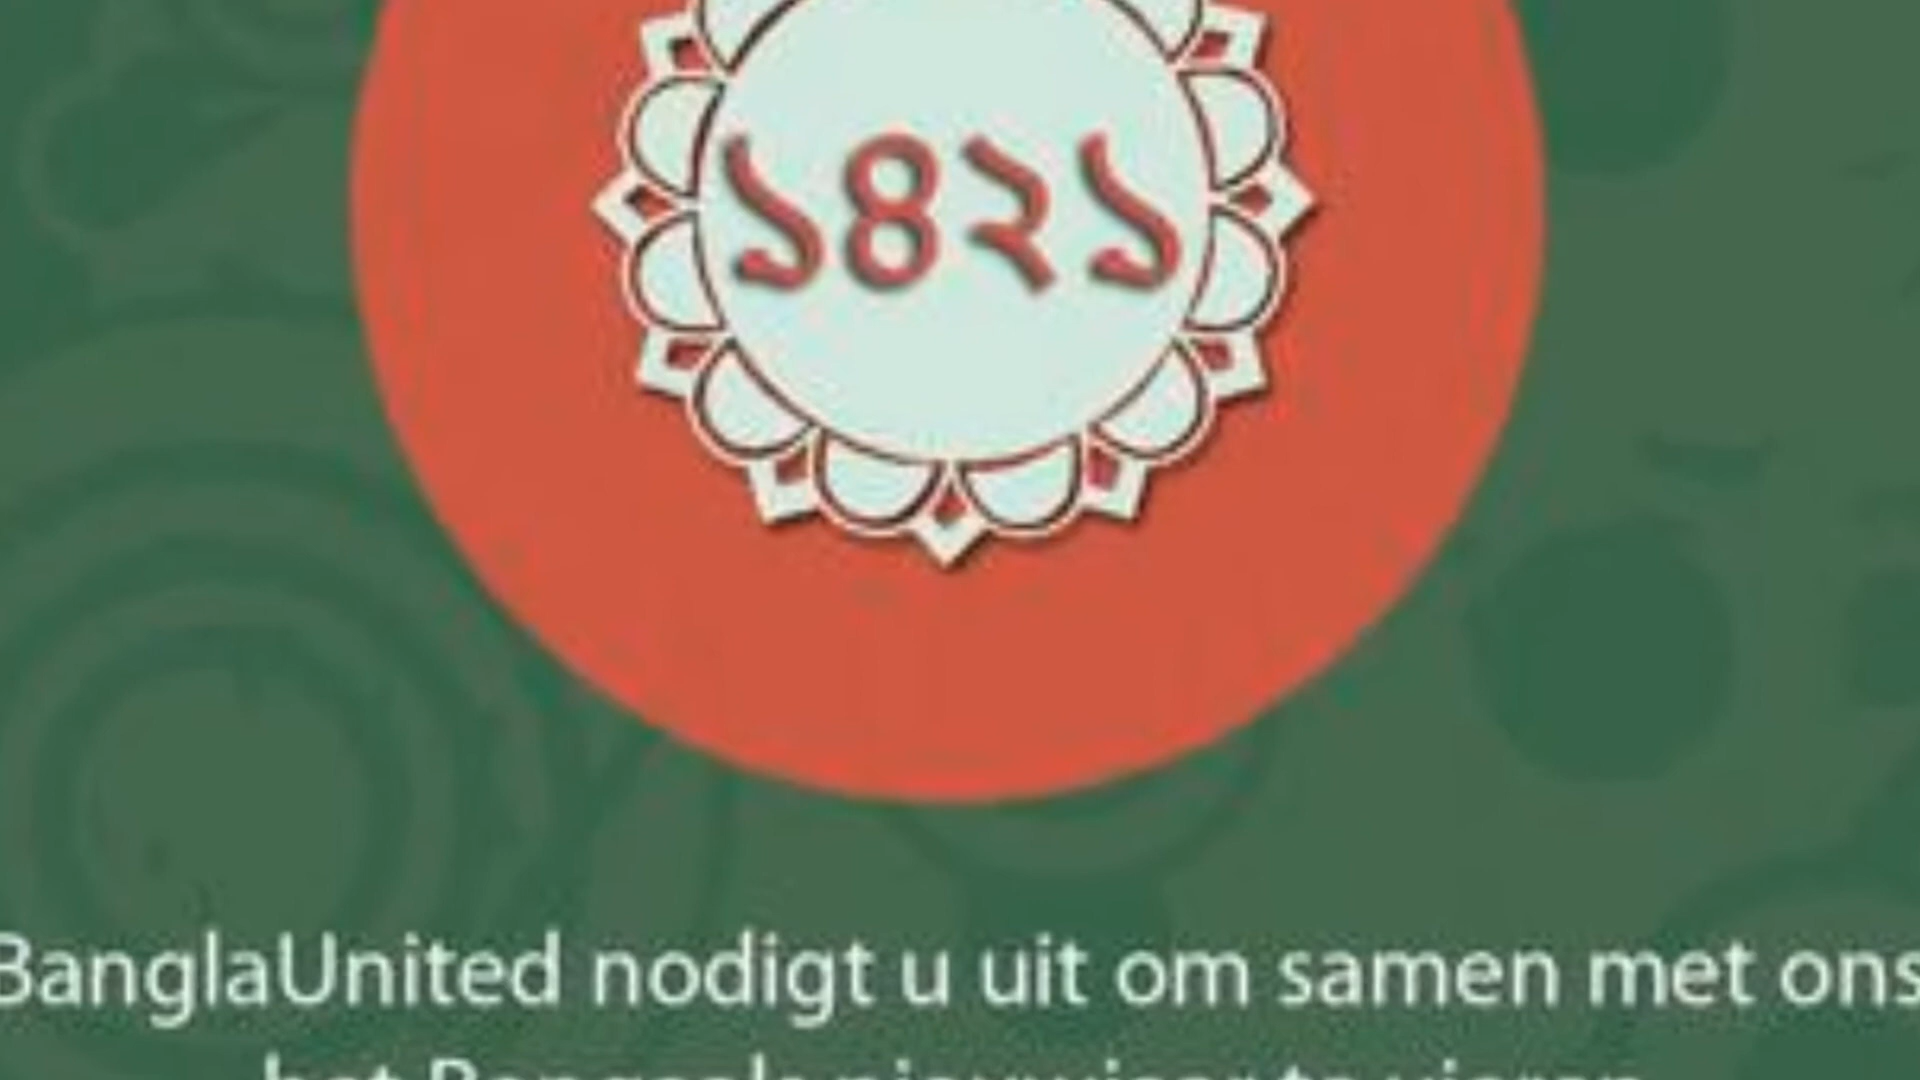 ১৪২১
BanglaUnited nodigt u uit om samen met ons